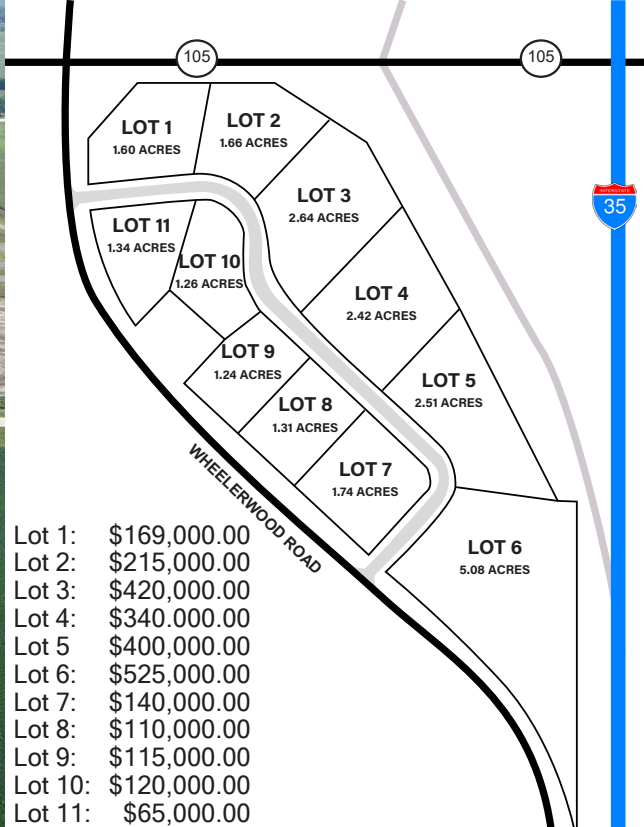 105
105
LOT 1
1.60 ACRES
LOT 2
1.66 ACRES
LOT 3
2.64 ACRES
INTERSTATE
35
LOT 11
1.34 ACRES
LOT 10
1.26 ACRES
LOT 4
2.42 ACRES
LOT 9
1.24 ACRES
LOT 5
2.51 ACRES
LOT 8
1.31 ACRES
LOT 7
1.74 ACRES
WHEELERWOOD ROAD
LOT 6
5.08 ACRES
Lot 1: $169,000.00
Lot 2: $215,000.00
Lot 3: $420,000.00
Lot 4: $340.000.00
Lot 5 $400,000.00
Lot 6: $525,000.00
Lot 7: $140,000.00
Lot 8: $110,000.00
Lot 9: $115,000.00
Lot 10: $120,000.00
Lot 11: $65,000.00